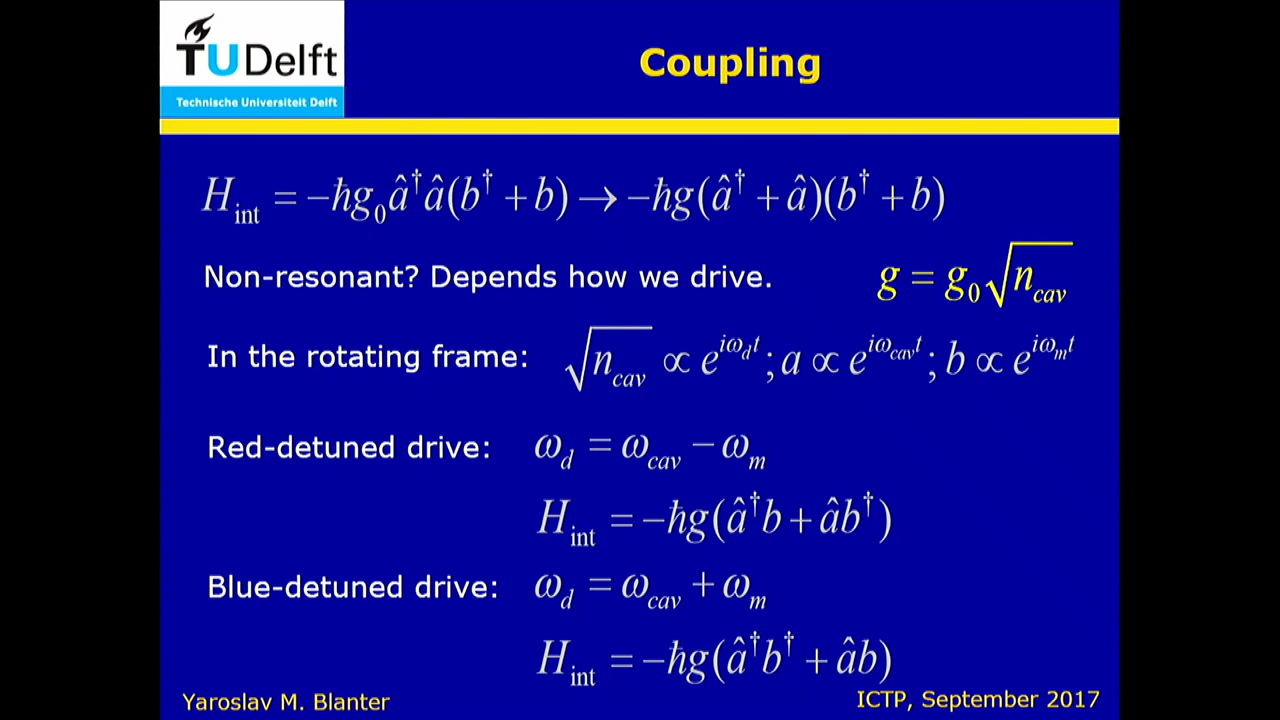 TUDelft
Technische Universiteit Delft
Coupling
H_int = −ħg₀â†â(b† + b) → −ħg(â† + â)(b† + b)
Non-resonant? Depends how we drive. g = g₀√n_cav
In the rotating frame: √n_cav ∝ e^{iω_d t}; a ∝ e^{iω_cav t}; b ∝ e^{iω_m t}
Red-detuned drive: ω_d = ω_cav − ω_m
H_int = −ħg(â†b + âb†)
Blue-detuned drive: ω_d = ω_cav + ω_m
H_int = −ħg(â†b† + âb)
Yaroslav M. Blanter ICTP, September 2017